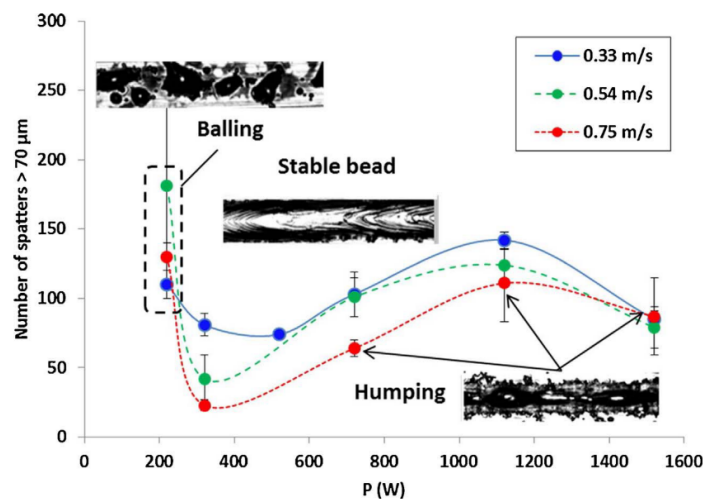 300
250
200
150
100
50
0
Number of spatters > 70 µm
0
200
400
600
800
1000
1200
1400
1600
P (W)
0.33 m/s
0.54 m/s
0.75 m/s
Balling
Stable bead
Humping